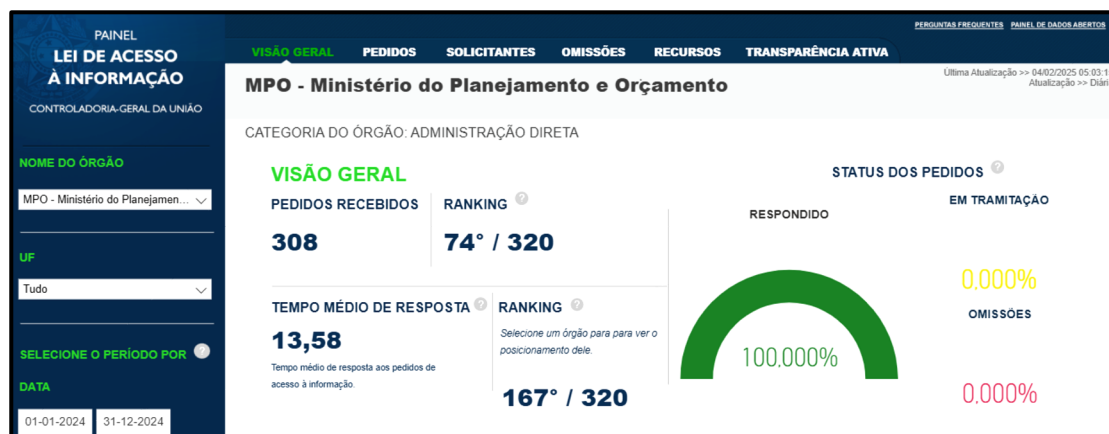 PERGUNTAS FREQUENTES PAINEL DE DADOS ABERTOS
PAINEL
LEI DE ACESSO
À INFORMAÇÃO
CONTROLADORIA-GERAL DA UNIÃO
VISÃO GERAL PEDIDOS SOLICITANTES OMISSÕES RECURSOS TRANSPARÊNCIA ATIVA
MPO - Ministério do Planejamento e Orçamento
Última Atualização >> 04/02/2025 05:03:1
Atualização >> Diári
CATEGORIA DO ÓRGÃO: ADMINISTRAÇÃO DIRETA
NOME DO ÓRGÃO
MPO - Ministério do Planejamen...
UF
Tudo
SELECIONE O PERÍODO POR ?
DATA
01-01-2024 31-12-2024
VISÃO GERAL
PEDIDOS RECEBIDOS
308
RANKING ?
74° / 320
TEMPO MÉDIO DE RESPOSTA ?
13,58
Tempo médio de resposta aos pedidos de
acesso à informação.
RANKING ?
Selecione um órgão para para ver o
posicionamento dele.
167° / 320
STATUS DOS PEDIDOS ?
RESPONDIDO
100,000%
EM TRAMITAÇÃO
0,000%
OMISSÕES
0,000%